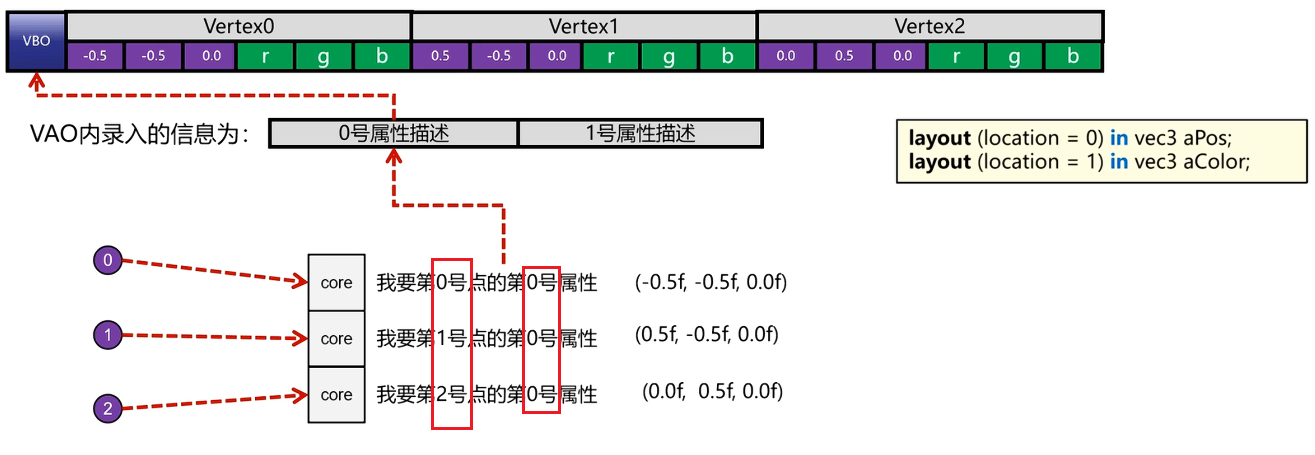 VBO Vertex0 Vertex1 Vertex2
-0.5 -0.5 0.0 r g b 0.5 -0.5 0.0 r g b 0.0 0.5 0.0 r g b
VAO内录入的信息为： 0号属性描述 1号属性描述
layout (location = 0) in vec3 aPos;
layout (location = 1) in vec3 aColor;
0 core 我要第0号点的第0号属性 (-0.5f, -0.5f, 0.0f)
1 core 我要第1号点的第0号属性 (0.5f, -0.5f, 0.0f)
2 core 我要第2号点的第0号属性 (0.0f, 0.5f, 0.0f)